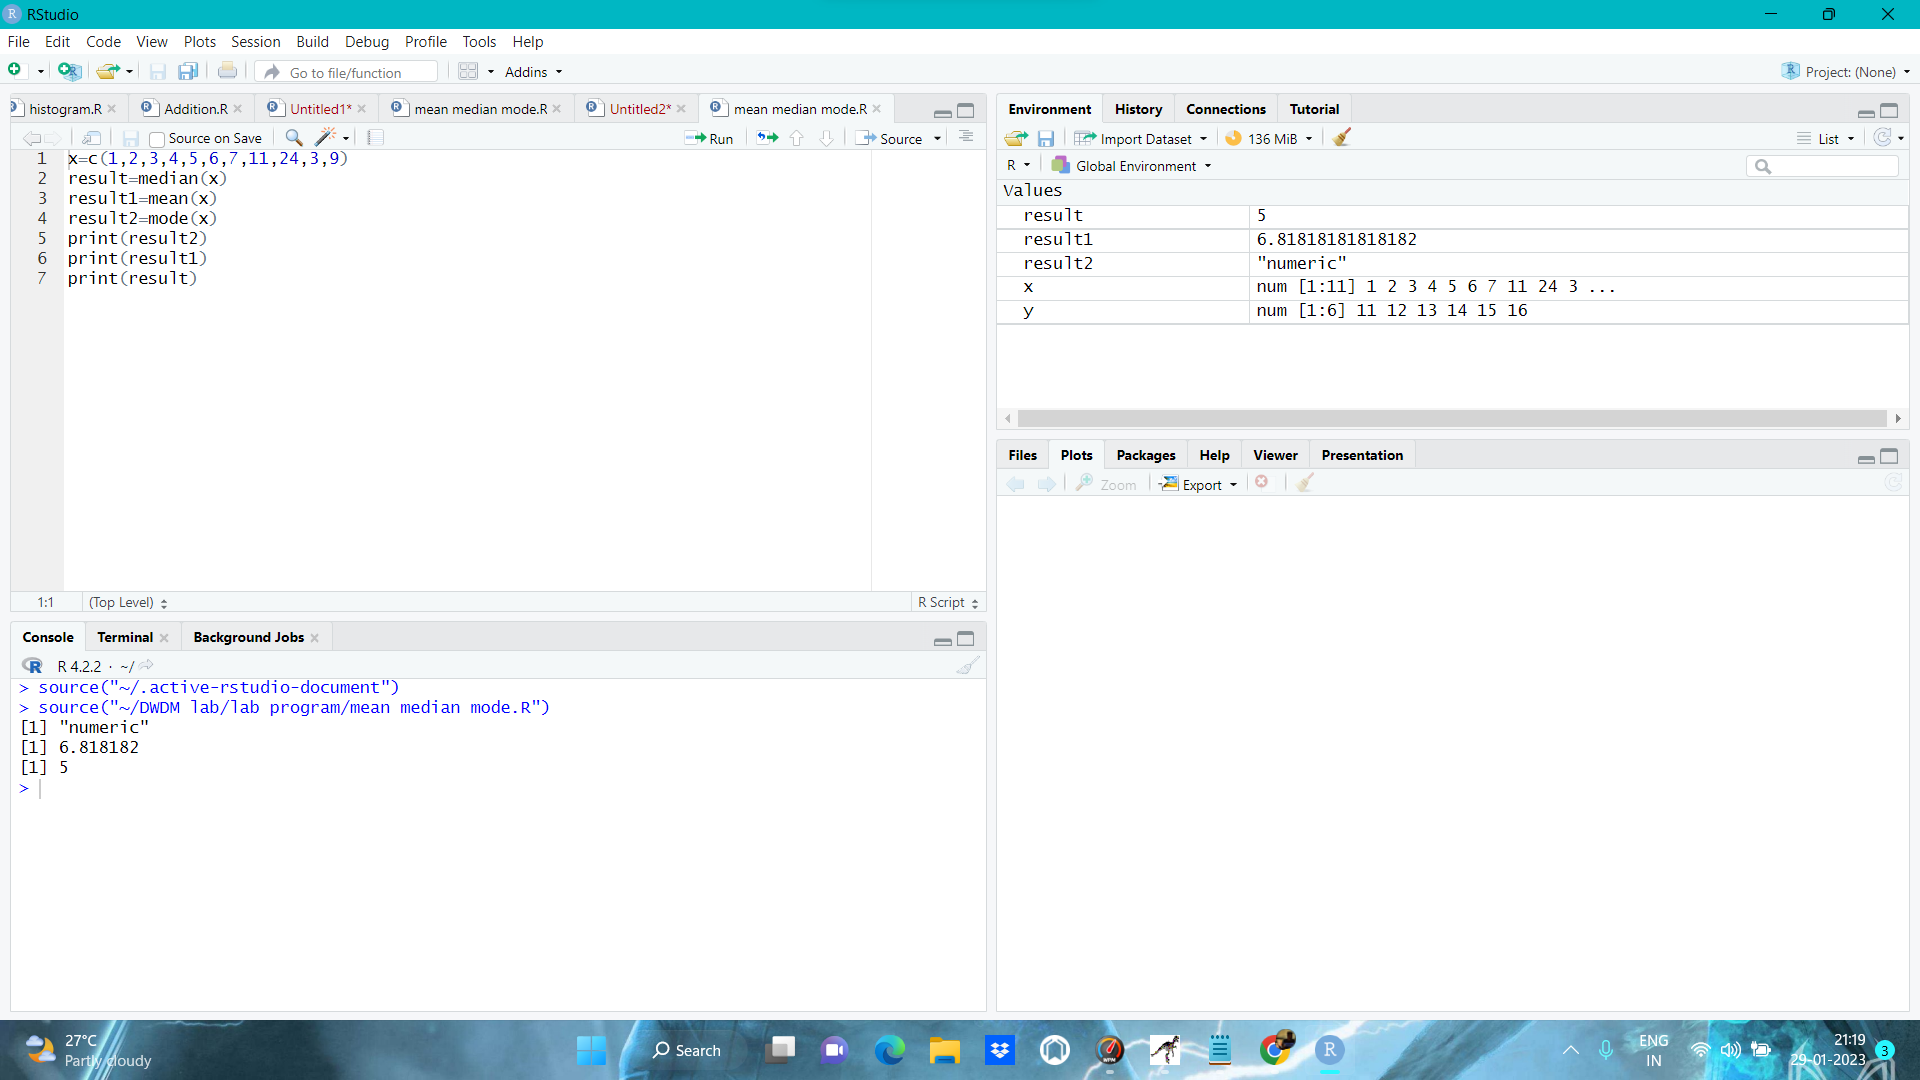 RStudio
File Edit Code View Plots Session Build Debug Profile Tools Help
Go to file/function Addins Project: (None)
histogram.R Addition.R Untitled1* mean median mode.R Untitled2* mean median mode.R
Source on Save Run Source
1 x=c(1,2,3,4,5,6,7,11,24,3,9)
2 result=median(x)
3 result1=mean(x)
4 result2=mode(x)
5 print(result2)
6 print(result1)
7 print(result)
1:1 (Top Level) R Script
Console Terminal Background Jobs
R 4.2.2 · ~/
> source("~/.active-rstudio-document")
> source("~/DWDM lab/lab program/mean median mode.R")
[1] "numeric"
[1] 6.818182
[1] 5
>
Environment History Connections Tutorial
Import Dataset 136 MiB List
R Global Environment
Values
result 5
result1 6.81818181818182
result2 "numeric"
x num [1:11] 1 2 3 4 5 6 7 11 24 3 ...
y num [1:6] 11 12 13 14 15 16
Files Plots Packages Help Viewer Presentation
Zoom Export
27°C
Partly cloudy
Search
ENG
IN
21:19
29-01-2023
3